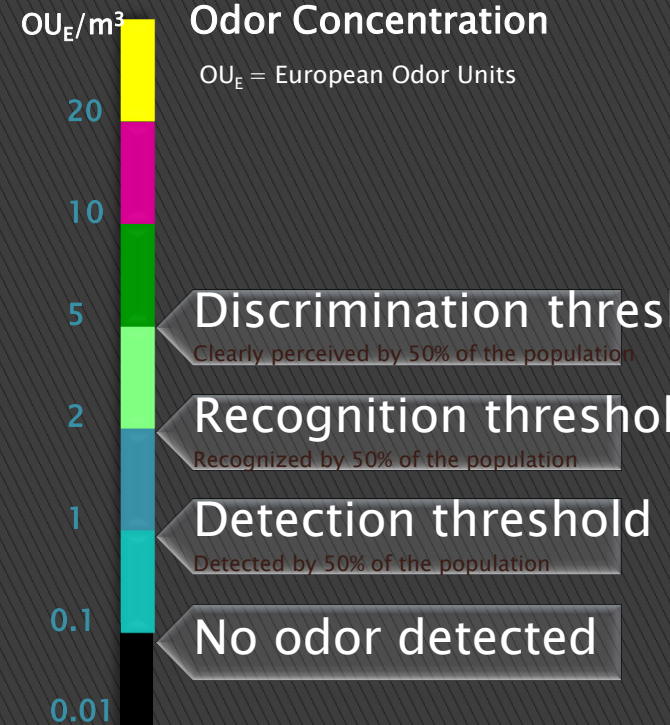 OU_E/m³
Odor Concentration
OU_E = European Odor Units
20
10
5
Discrimination thres
Clearly perceived by 50% of the population
2
Recognition threshol
Recognized by 50% of the population
1
Detection threshold
Detected by 50% of the population
0.1
No odor detected
0.01